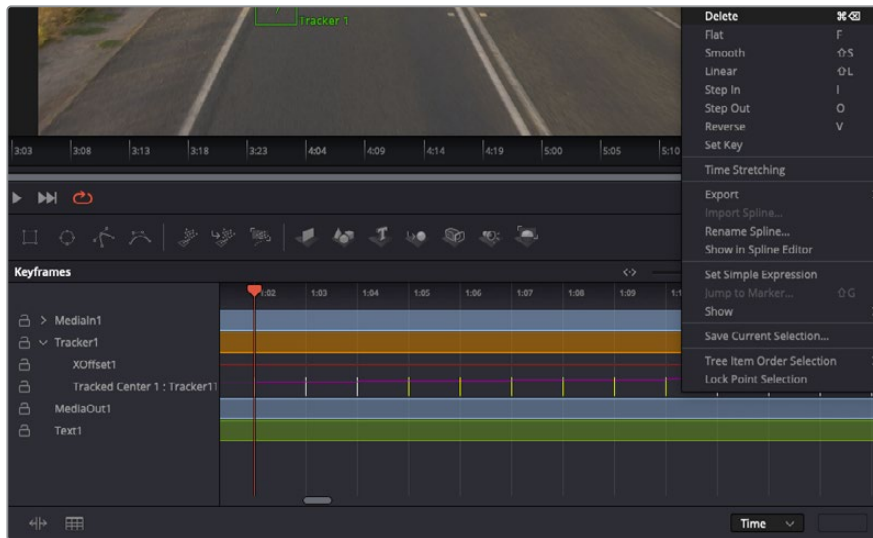 Tracker 1
Delete ⌘⌫
Flat F
Smooth ⇧S
Linear ⇧L
Step In I
Step Out O
Reverse V
Set Key
Time Stretching
Export
Import Spline...
Rename Spline...
Show in Spline Editor
Set Simple Expression
Jump to Marker... ⇧G
Show
Save Current Selection...
Tree Item Order Selection
Lock Point Selection
3:03 3:08 3:13 3:18 3:23 4:04 4:09 4:14 4:19 5:00 5:05 5:10
Keyframes
1:02 1:03 1:04 1:05 1:06 1:07 1:08 1:09
MediaIn1
Tracker1
XOffset1
Tracked Center 1 : Tracker1
MediaOut1
Text1
Time